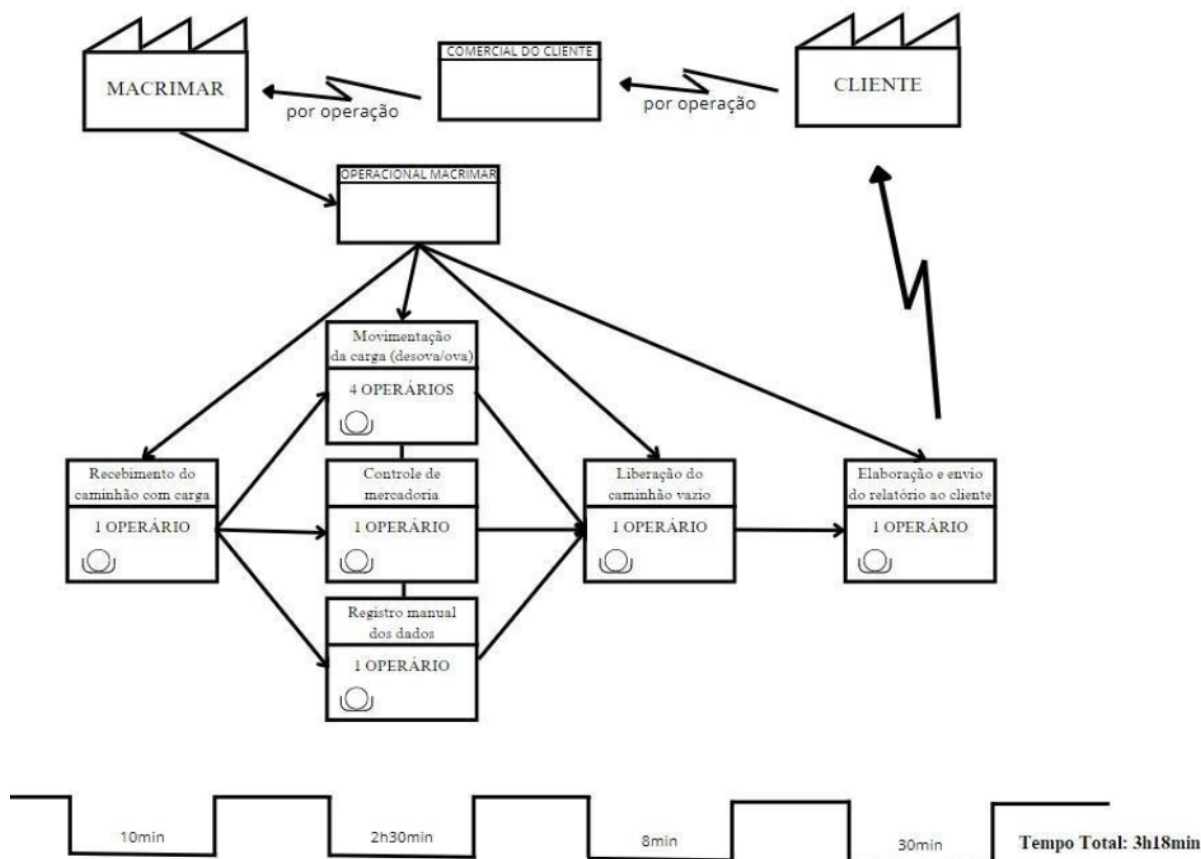 MACRIMAR
COMERCIAL DO CLIENTE
CLIENTE
por operação
por operação
OPERACIONAL MACRIMAR
Movimentação
da carga (desova/ova)
4 OPERÁRIOS
Recebimento do
caminhão com carga
1 OPERÁRIO
Controle de
mercadoria
1 OPERÁRIO
Liberação do
caminhão vazio
1 OPERÁRIO
Elaboração e envio
do relatório ao cliente
1 OPERÁRIO
Registro manual
dos dados
1 OPERÁRIO
10min
2h30min
8min
30min
Tempo Total: 3h18min